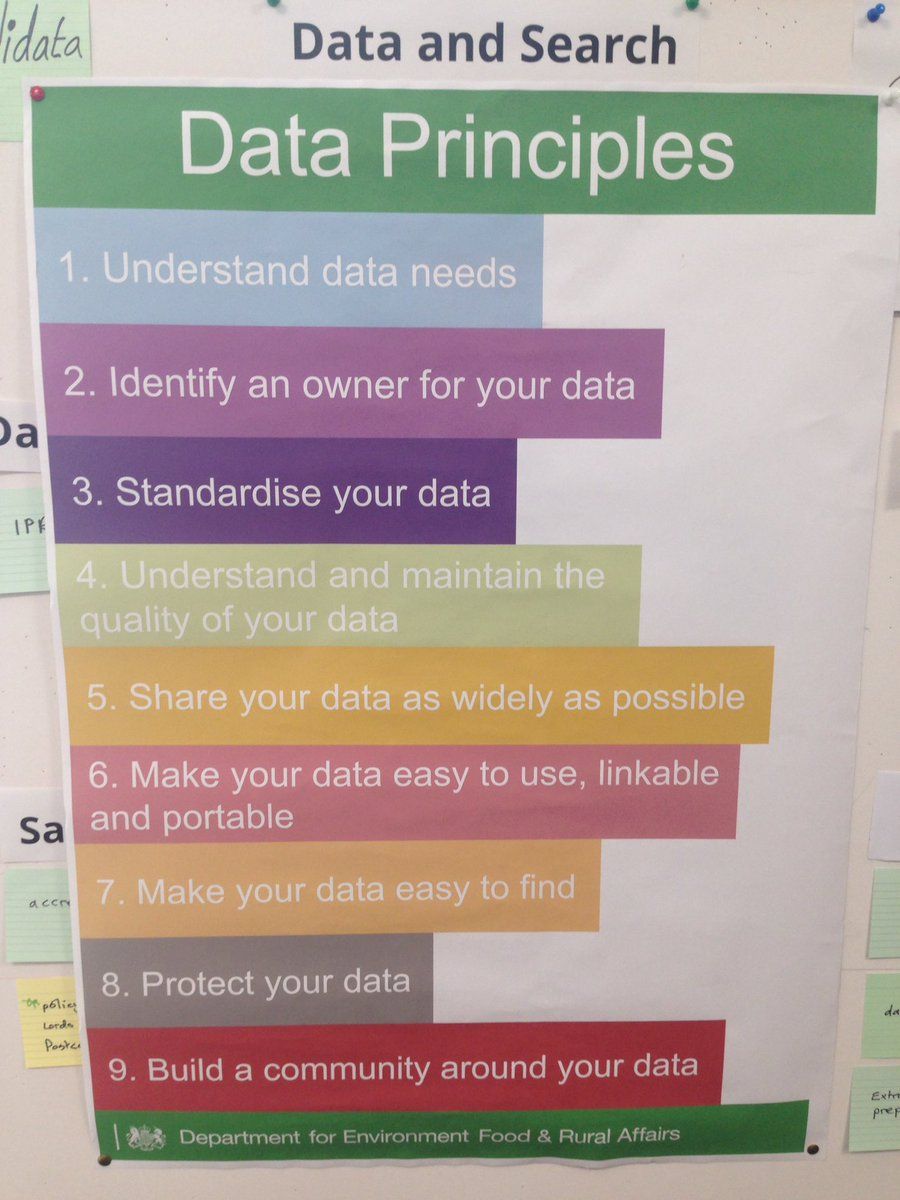 lidata
Data and Search
Data Principles
1. Understand data needs
2. Identify an owner for your data
Da
3. Standardise your data
4. Understand and maintain the
quality of your data
5. Share your data as widely as possible
6. Make your data easy to use, linkable
and portable
Sa
7. Make your data easy to find
accre
8. Protect your data
policy
Lords
9. Build a community around your data
Extr
prep
Department for Environment Food & Rural Affairs